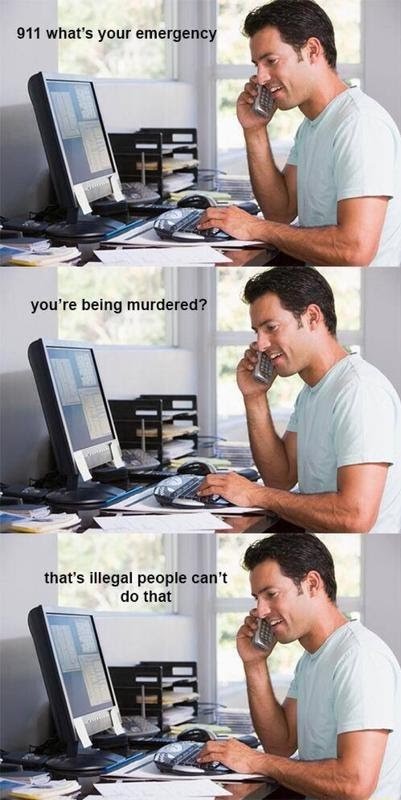 911 what's your emergency
you're being murdered?
that's illegal people can't
do that